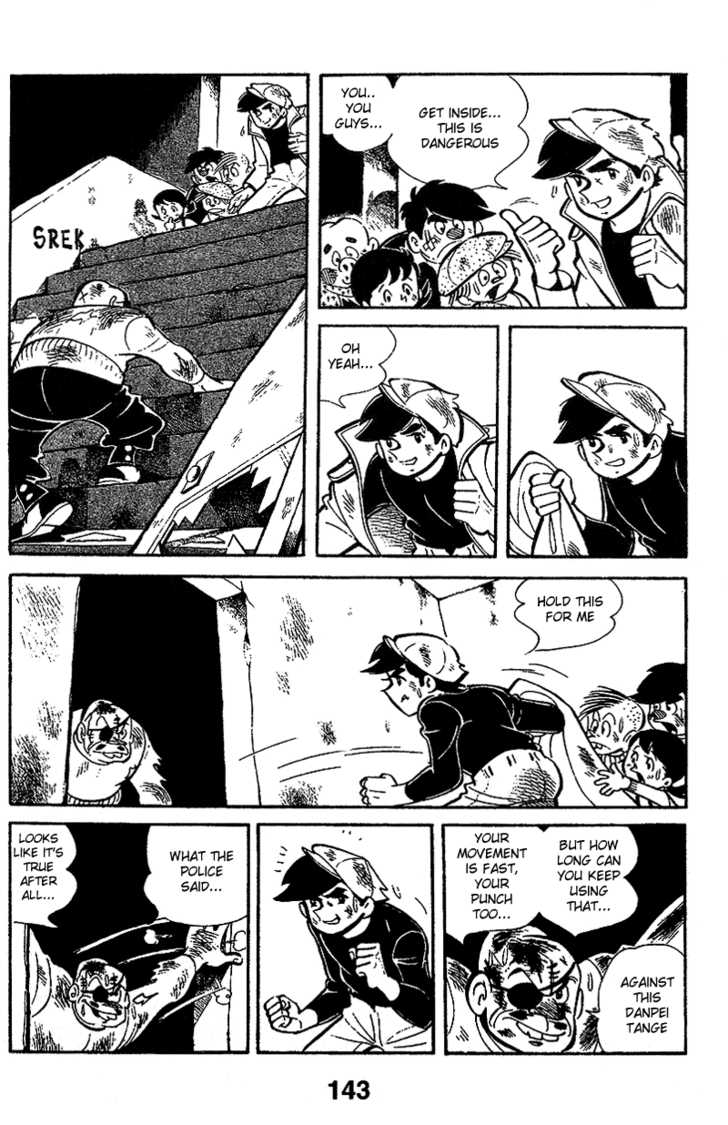 SREK
YOU..
YOU
GUYS...
GET INSIDE...
THIS IS
DANGEROUS
OH
YEAH...
HOLD THIS
FOR ME
LOOKS
LIKE IT'S
TRUE
AFTER
ALL...
WHAT THE
POLICE
SAID...
YOUR
MOVEMENT
IS FAST,
YOUR
PUNCH
TOO...
BUT HOW
LONG CAN
YOU KEEP
USING
THAT...
AGAINST
THIS
DANPEI
TANGE
143